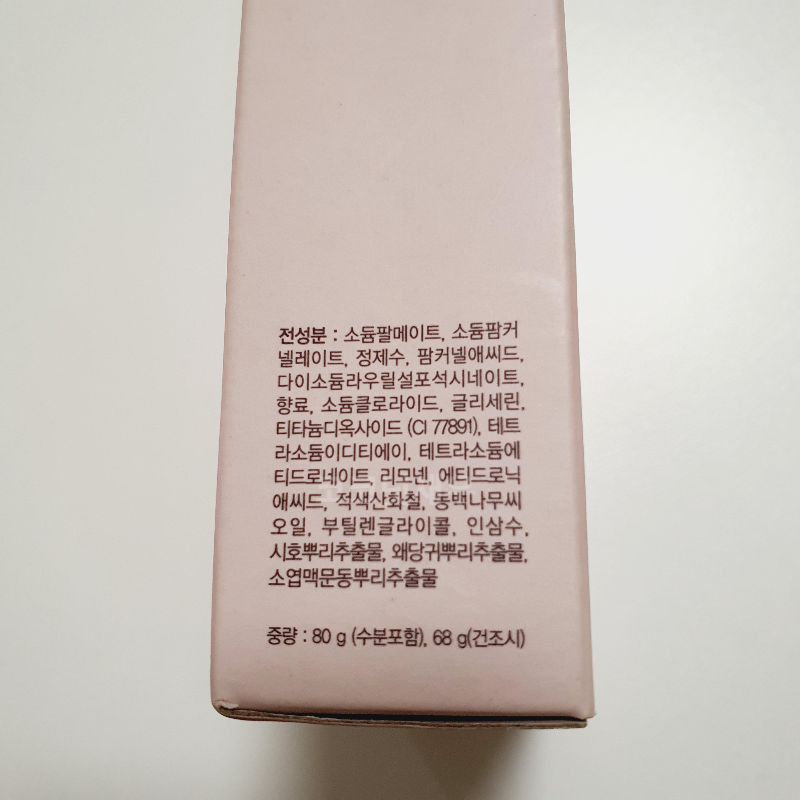 전성분 : 소듐팔메이트, 소듐팜커
넬레이트, 정제수, 팜커넬애씨드,
다이소듐라우릴설포석시네이트,
향료, 소듐클로라이드, 글리세린,
티타늄디옥사이드 (CI 77891), 테트
라소듐이디티에이, 테트라소듐에
티드로네이트, 리모넨, 에티드로닉
애씨드, 적색산화철, 동백나무씨
오일, 부틸렌글라이콜, 인삼수,
시호뿌리추출물, 왜당귀뿌리추출물,
소엽맥문동뿌리추출물
중량 : 80 g (수분포함), 68 g(건조시)